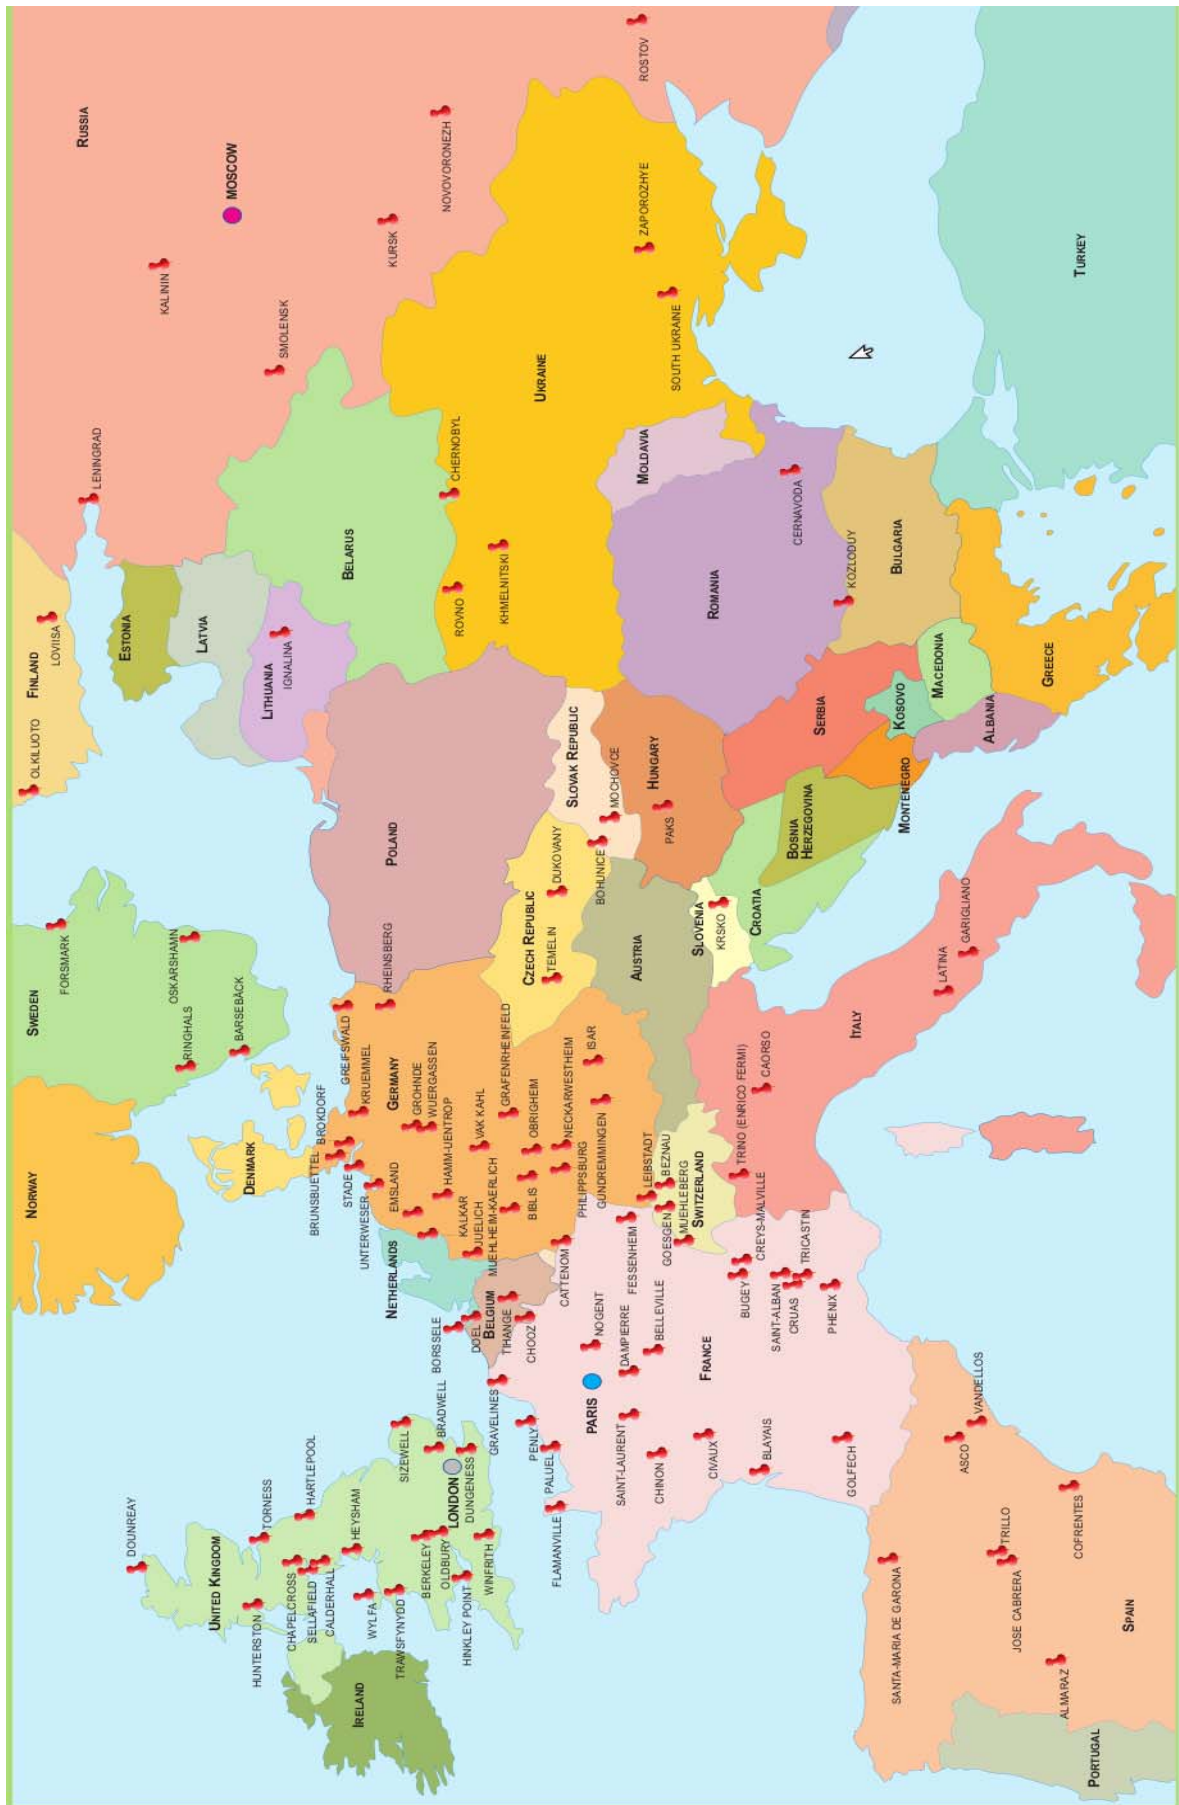 NORWAY
SWEDEN
FORSMARK
OSKARSHAMN
RINGHALS
BARSEBÄCK
FINLAND
OLKILUOTO
LOVIISA
ESTONIA
LATVIA
LITHUANIA
IGNALINA
RUSSIA
LENINGRAD
KALININ
MOSCOW
SMOLENSK
KURSK
NOVOVORONEZH
ROSTOV
BELARUS
UKRAINE
CHERNOBYL
ROVNO
KHMELNITSKI
ZAPOROZHYE
SOUTH UKRAINE
MOLDAVIA
ROMANIA
CERNAVODA
BULGARIA
KOZLODUY
TURKEY
GREECE
MACEDONIA
ALBANIA
KOSOVO
SERBIA
MONTENEGRO
BOSNIA
HERZEGOVINA
CROATIA
SLOVENIA
KRSKO
HUNGARY
PAKS
SLOVAK REPUBLIC
MOCHOVCE
BOHUNICE
CZECH REPUBLIC
DUKOVANY
TEMELIN
AUSTRIA
POLAND
DENMARK
GERMANY
RHEINSBERG
GREIFSWALD
KRUEMMEL
BROKDORF
BRUNSBUETTEL
STADE
UNTERWESER
EMSLAND
GROHNDE
WUERGASSEN
HAMM-UENTROP
VAK KAHL
GRAFENRHEINFELD
KALKAR
JUELICH
MUEHLHEIM-KAERLICH
BIBLIS
OBRIGHEIM
NECKARWESTHEIM
PHILIPPSBURG
GUNDREMMINGEN
ISAR
NETHERLANDS
BORSSELE
BELGIUM
DOEL
TIHANGE
SWITZERLAND
LEIBSTADT
BEZNAU
GOESGEN
MUEHLEBERG
ITALY
TRINO (ENRICO FERMI)
CAORSO
LATINA
GARIGLIANO
FRANCE
PARIS
CHOOZ
CATTENOM
FESSENHEIM
NOGENT
DAMPIERRE
BELLEVILLE
GRAVELINES
PENLY
PALUEL
FLAMANVILLE
SAINT-LAURENT
CHINON
CIVAUX
BLAYAIS
GOLFECH
BUGEY
CREYS-MALVILLE
SAINT-ALBAN
CRUAS
TRICASTIN
PHENIX
UNITED KINGDOM
DOUNREAY
TORNESS
HARTLEPOOL
HUNTERSTON
CHAPELCROSS
SELLAFIELD
CALDERHALL
HEYSHAM
WYLFA
TRAWSFYNYDD
SIZEWELL
BRADWELL
LONDON
DUNGENESS
BERKELEY
OLDBURY
HINKLEY POINT
WINFRITH
IRELAND
SPAIN
SANTA-MARIA DE GARONA
ASCO
VANDELLOS
TRILLO
JOSE CABRERA
COFRENTES
ALMARAZ
PORTUGAL